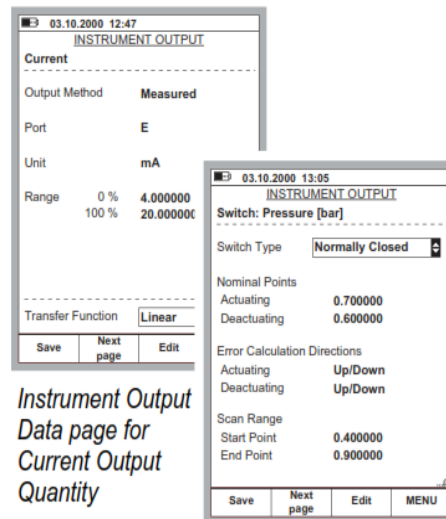 03.10.2000 12:47
INSTRUMENT OUTPUT
Current
Output Method Measured
Port E
Unit mA
Range 0 % 4.000000
100 % 20.000000
Transfer Function Linear
Save Next page Edit
Instrument Output
Data page for
Current Output
Quantity
03.10.2000 13:05
INSTRUMENT OUTPUT
Switch: Pressure [bar]
Switch Type Normally Closed
Nominal Points
Actuating 0.700000
Deactuating 0.600000
Error Calculation Directions
Actuating Up/Down
Deactuating Up/Down
Scan Range
Start Point 0.400000
End Point 0.900000
Save Next page Edit MENU